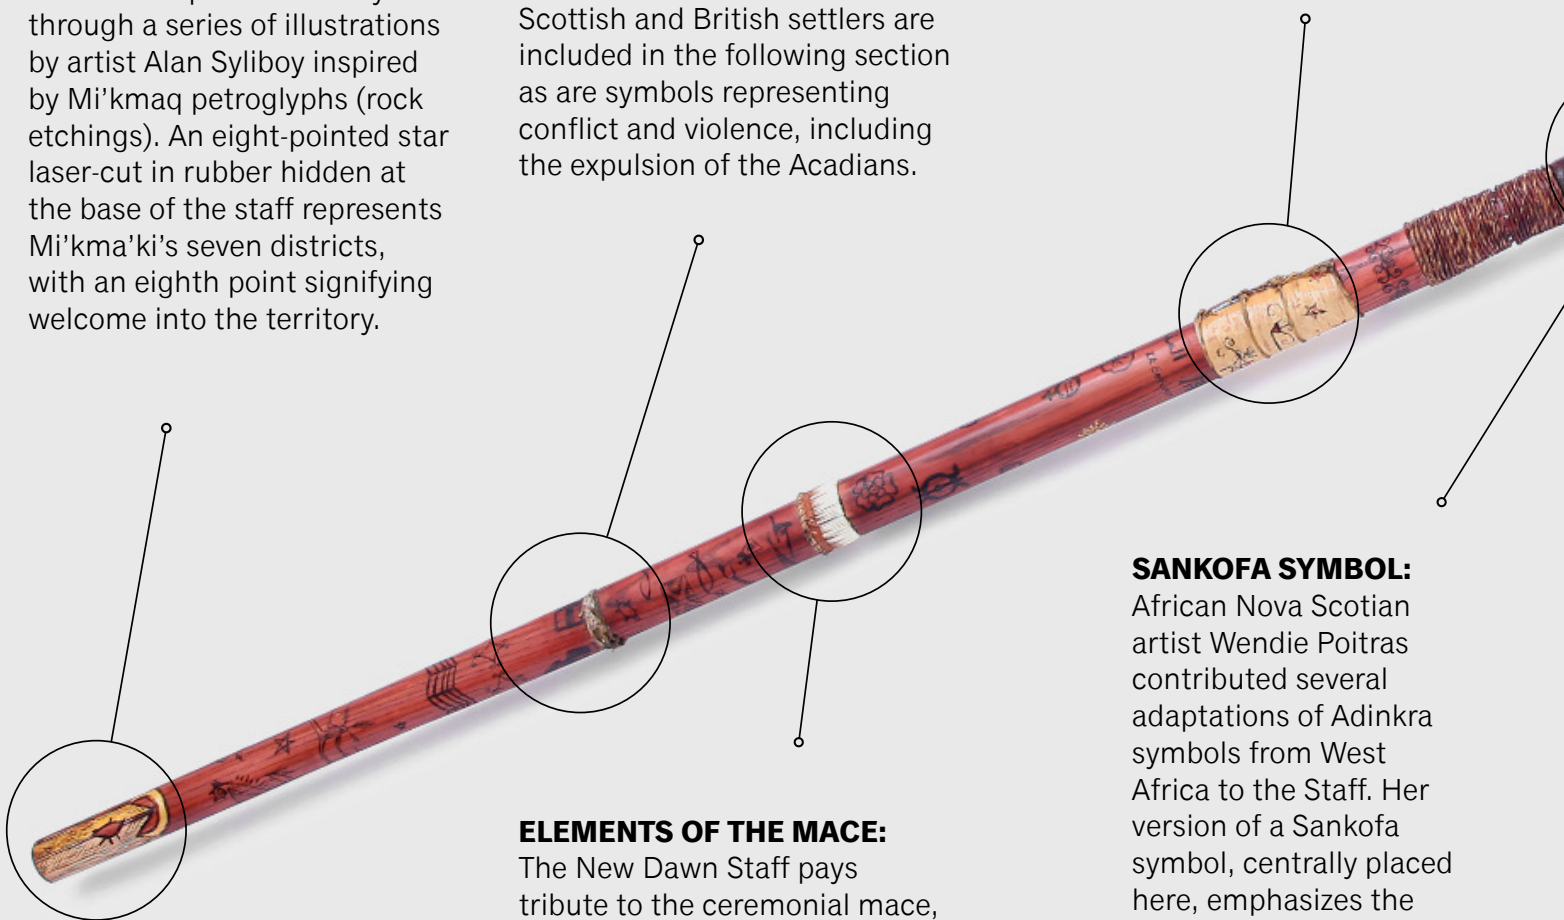 through a series of illustrations
by artist Alan Syliboy inspired
by Mi’kmaq petroglyphs (rock
etchings). An eight-pointed star
laser-cut in rubber hidden at
the base of the staff represents
Mi’kma’ki’s seven districts,
with an eighth point signifying
welcome into the territory.
Scottish and British settlers are
included in the following section
as are symbols representing
conflict and violence, including
the expulsion of the Acadians.
ELEMENTS OF THE MACE:
The New Dawn Staff pays
tribute to the ceremonial mace,
SANKOFA SYMBOL:
African Nova Scotian
artist Wendie Poitras
contributed several
adaptations of Adinkra
symbols from West
Africa to the Staff. Her
version of a Sankofa
symbol, centrally placed
here, emphasizes the